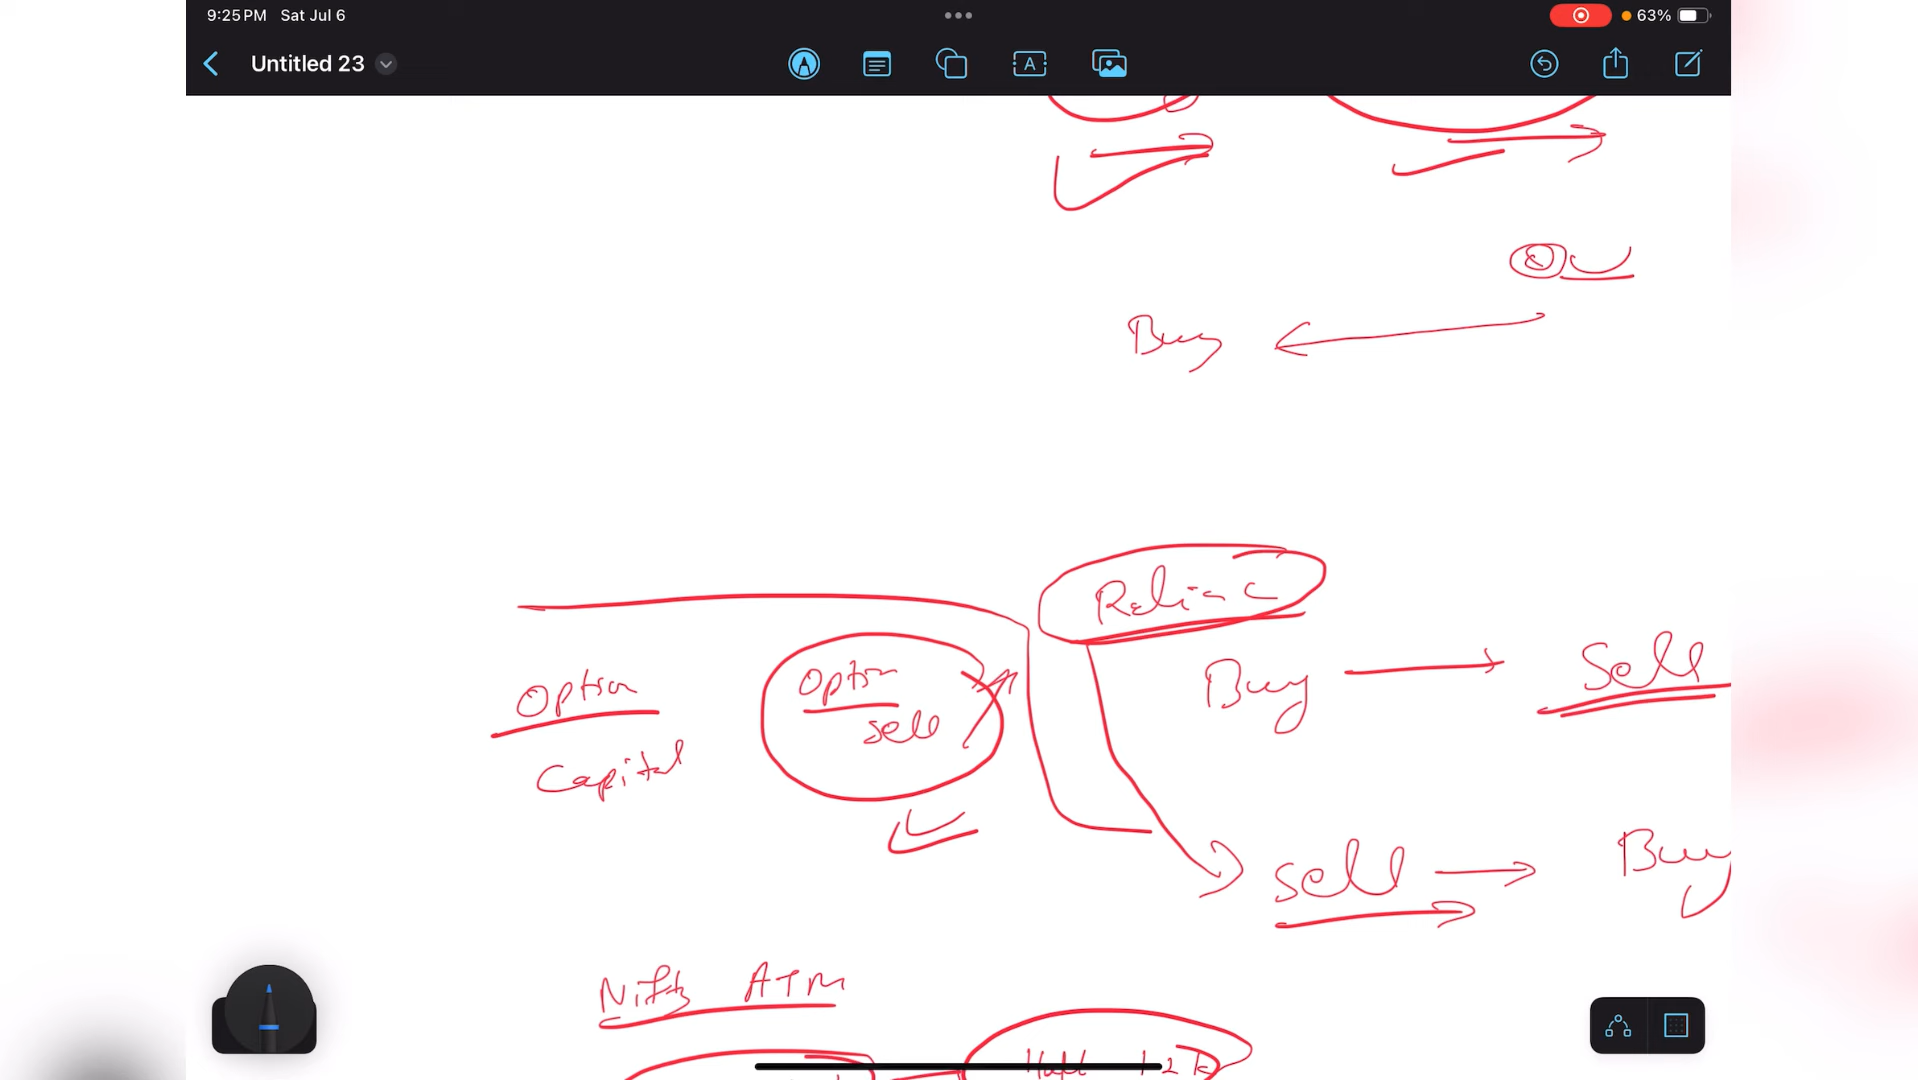 9:25 PM Sat Jul 6
63%
Untitled 23
A
Buy
Option
Capital
Option
sell
Buy
Sell
sell
Buy
Nifty ATM